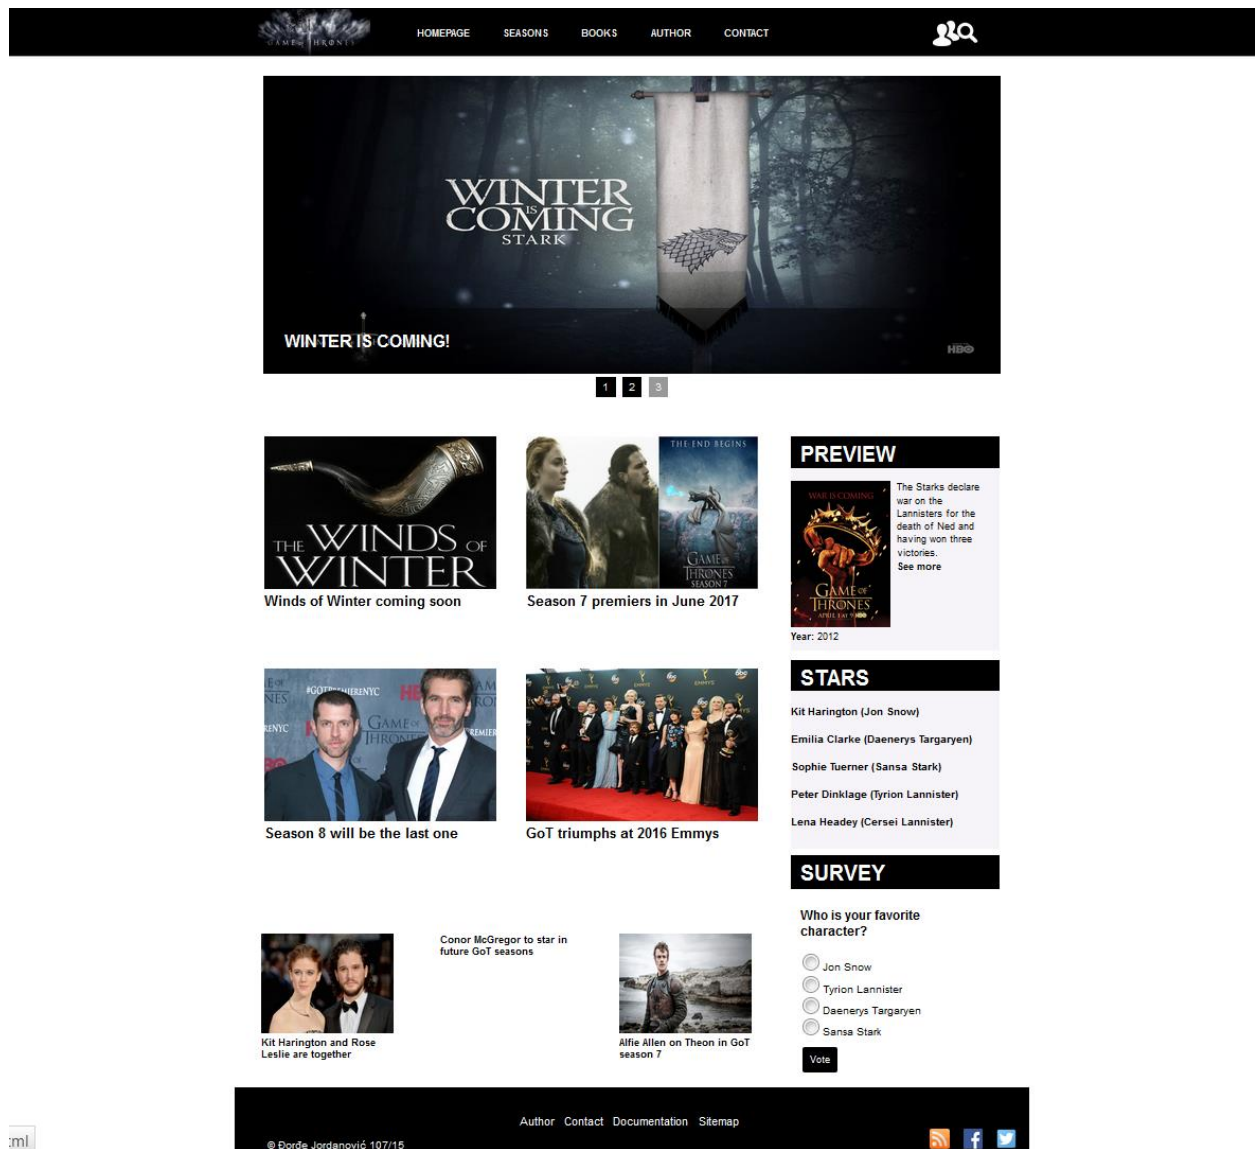 GAME OF THRONES
HOMEPAGE SEASONS BOOKS AUTHOR CONTACT
WINTER
IS
COMING
STARK
WINTER IS COMING!
HBO
1 2 3
THE WINDS OF
WINTER
Winds of Winter coming soon
THE END BEGINS
GAME OF
THRONES
SEASON 7
Season 7 premiers in June 2017
PREVIEW
WAR IS COMING
GAME OF
THRONES
The Starks declare
war on the
Lannisters for the
death of Ned and
having won three
victories.
See more
Year: 2012
#GOTPREMIERENYC
GAME OF
THRONES
Season 8 will be the last one
GoT triumphs at 2016 Emmys
STARS
Kit Harington (Jon Snow)
Emilia Clarke (Daenerys Targaryen)
Sophie Tuerner (Sansa Stark)
Peter Dinklage (Tyrion Lannister)
Lena Headey (Cersei Lannister)
SURVEY
Who is your favorite
character?
Jon Snow
Tyrion Lannister
Daenerys Targaryen
Sansa Stark
Vote
Kit Harington and Rose
Leslie are together
Conor McGregor to star in
future GoT seasons
Alfie Allen on Theon in GoT
season 7
Author Contact Documentation Sitemap
© Đorđe Jordanović 107/15